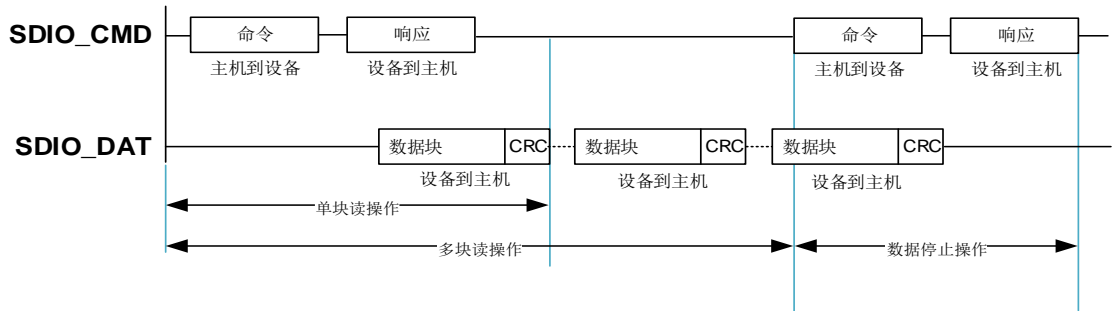 SDIO_CMD
命令
响应
命令
响应
主机到设备
设备到主机
主机到设备
设备到主机
SDIO_DAT
数据块
CRC
数据块
CRC
数据块
CRC
设备到主机
设备到主机
设备到主机
单块读操作
多块读操作
数据停止操作